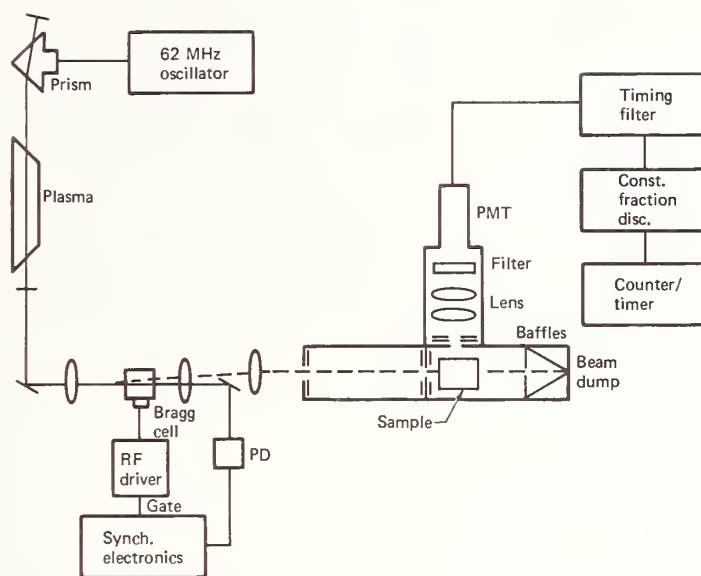 62 MHz
oscillator
Prism
Plasma
Timing
filter
PMT
Const.
fraction
disc.
Filter
Lens
Counter/
timer
Baffles
Beam
dump
Sample
Bragg
cell
PD
RF
driver
Gate
Synch.
electronics